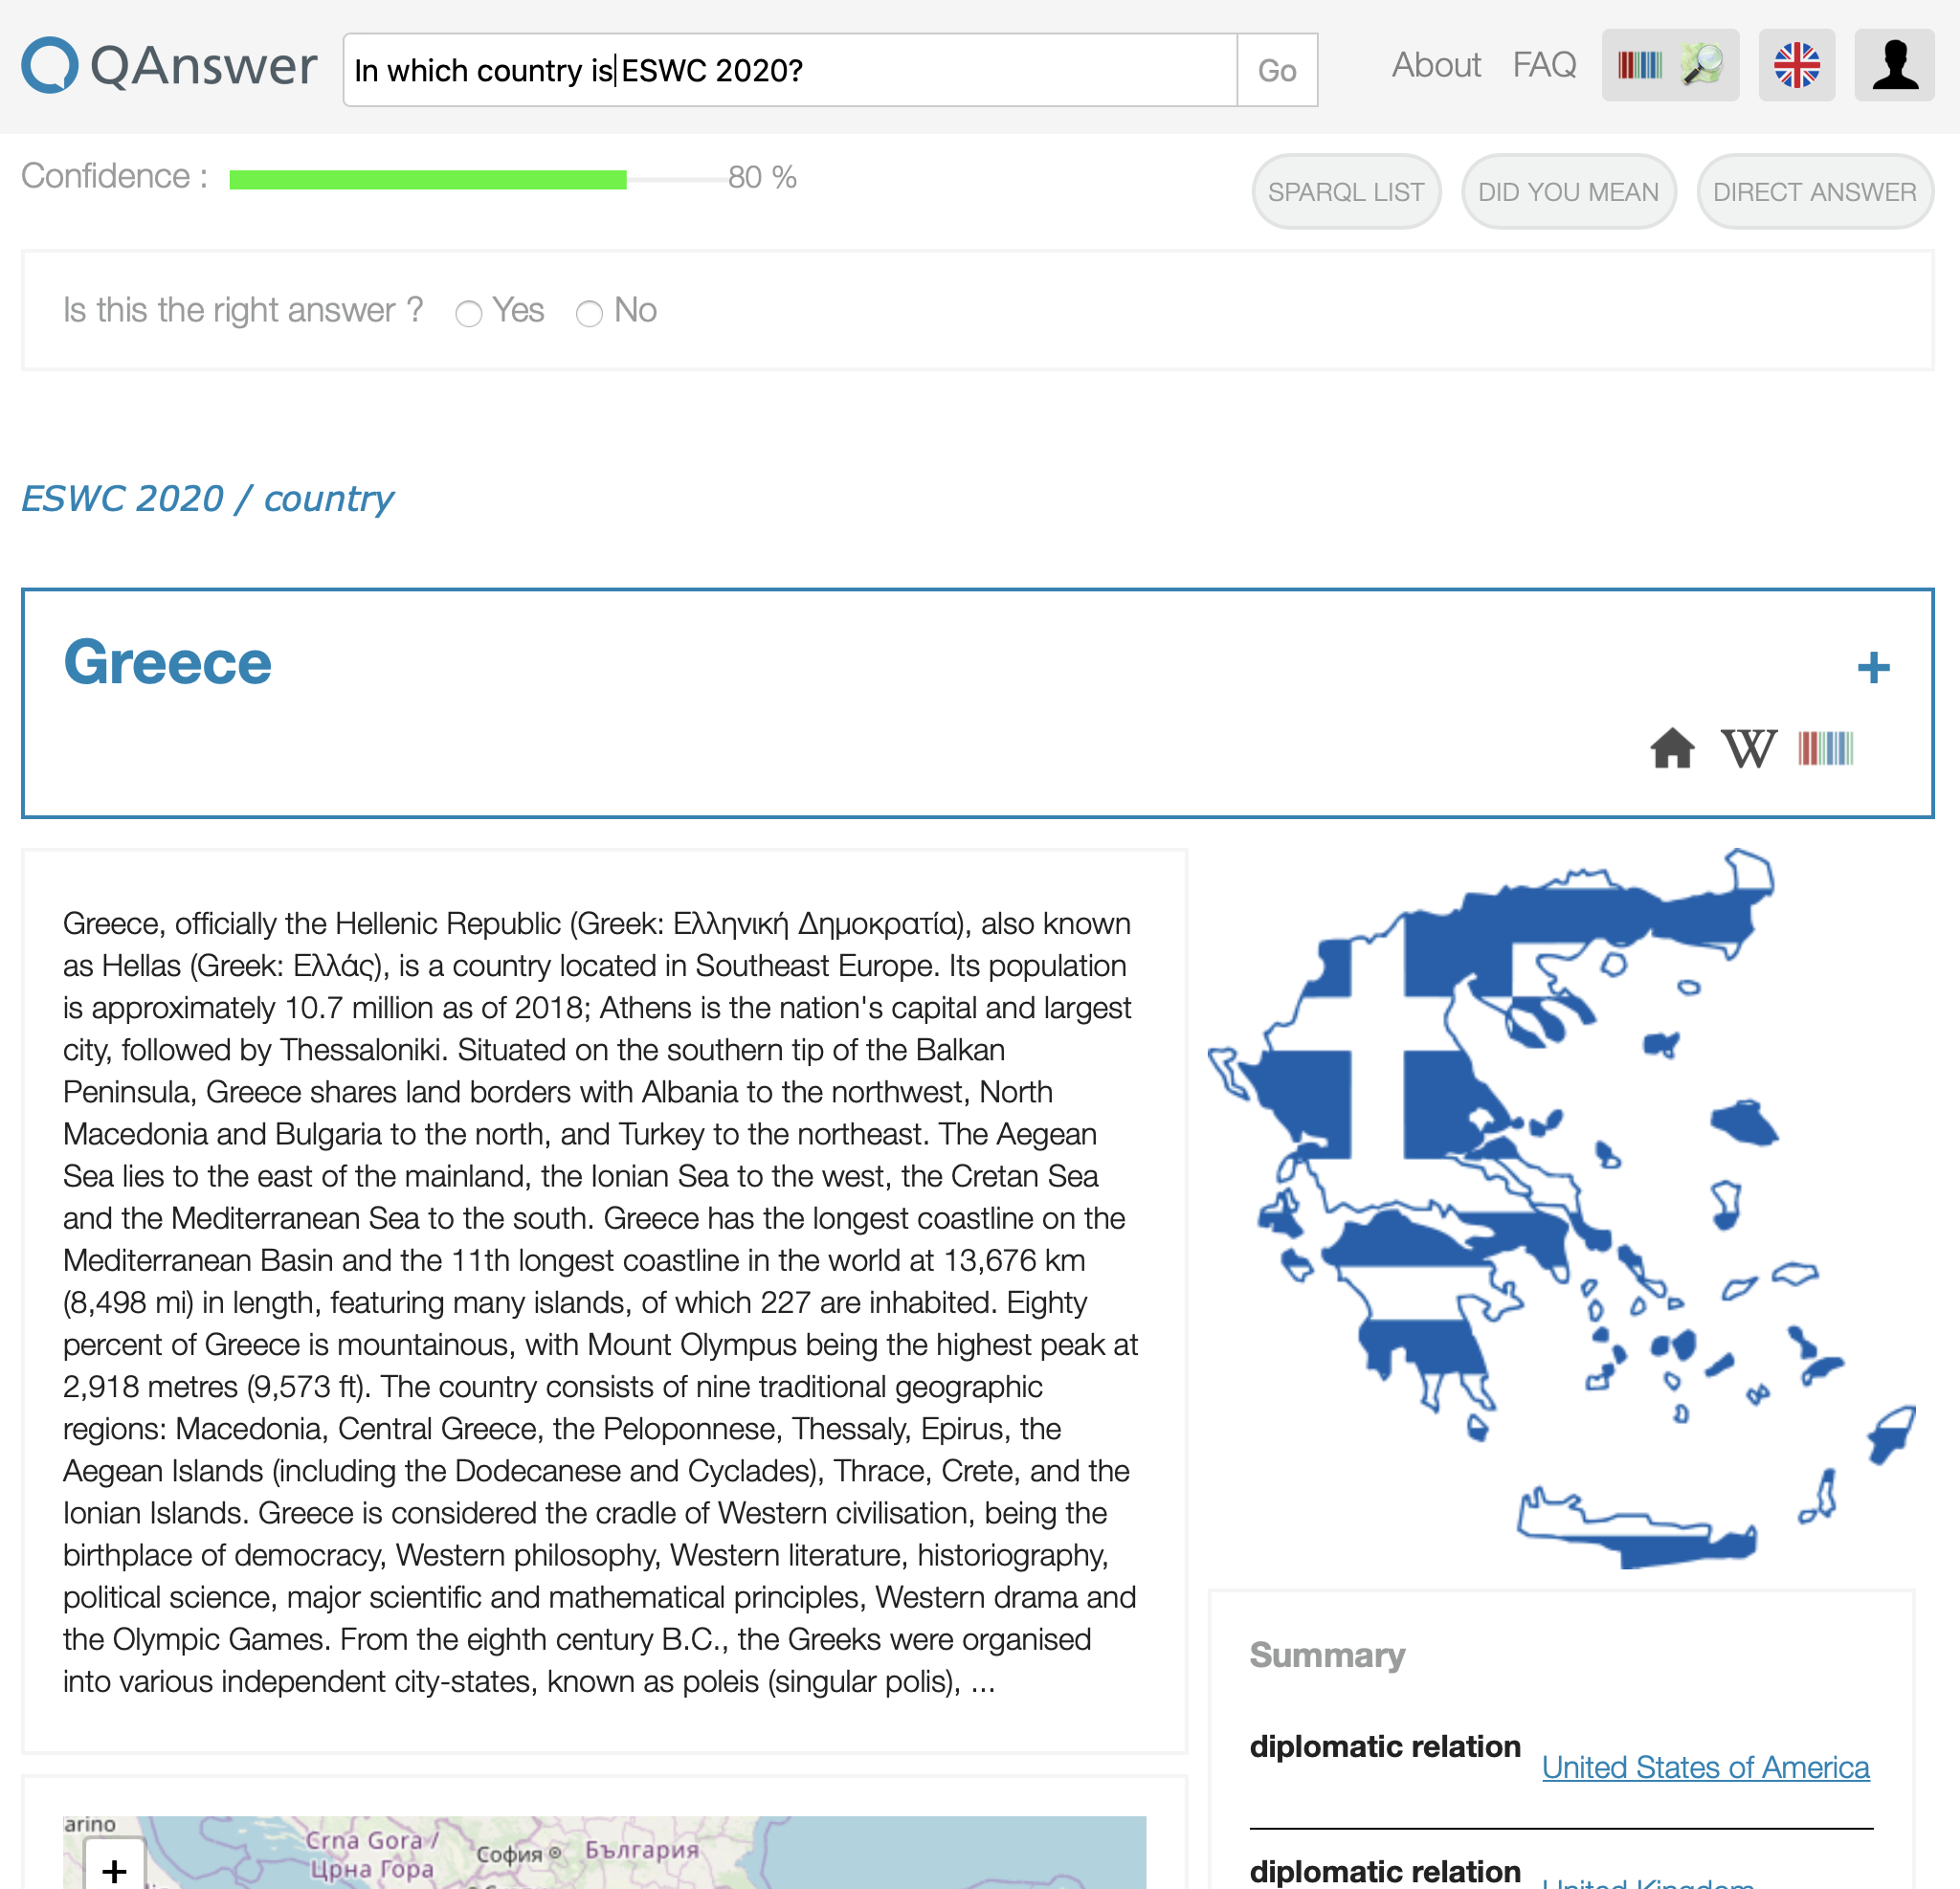 QAnswer
In which country is ESWC 2020?
Go
About
FAQ
Confidence :
80 %
SPARQL LIST
DID YOU MEAN
DIRECT ANSWER
Is this the right answer ?
Yes
No
ESWC 2020 / country
Greece
+
W
Greece, officially the Hellenic Republic (Greek: Ελληνική Δημοκρατία), also known
as Hellas (Greek: Ελλάς), is a country located in Southeast Europe. Its population
is approximately 10.7 million as of 2018; Athens is the nation's capital and largest
city, followed by Thessaloniki. Situated on the southern tip of the Balkan
Peninsula, Greece shares land borders with Albania to the northwest, North
Macedonia and Bulgaria to the north, and Turkey to the northeast. The Aegean
Sea lies to the east of the mainland, the Ionian Sea to the west, the Cretan Sea
and the Mediterranean Sea to the south. Greece has the longest coastline on the
Mediterranean Basin and the 11th longest coastline in the world at 13,676 km
(8,498 mi) in length, featuring many islands, of which 227 are inhabited. Eighty
percent of Greece is mountainous, with Mount Olympus being the highest peak at
2,918 metres (9,573 ft). The country consists of nine traditional geographic
regions: Macedonia, Central Greece, the Peloponnese, Thessaly, Epirus, the
Aegean Islands (including the Dodecanese and Cyclades), Thrace, Crete, and the
Ionian Islands. Greece is considered the cradle of Western civilisation, being the
birthplace of democracy, Western philosophy, Western literature, historiography,
political science, major scientific and mathematical principles, Western drama and
the Olympic Games. From the eighth century B.C., the Greeks were organised
into various independent city-states, known as poleis (singular polis), ...
Summary
diplomatic relation
United States of America
diplomatic relation
United Kingdom
arino
+
Crna Gora /
Црна Гора
София
България